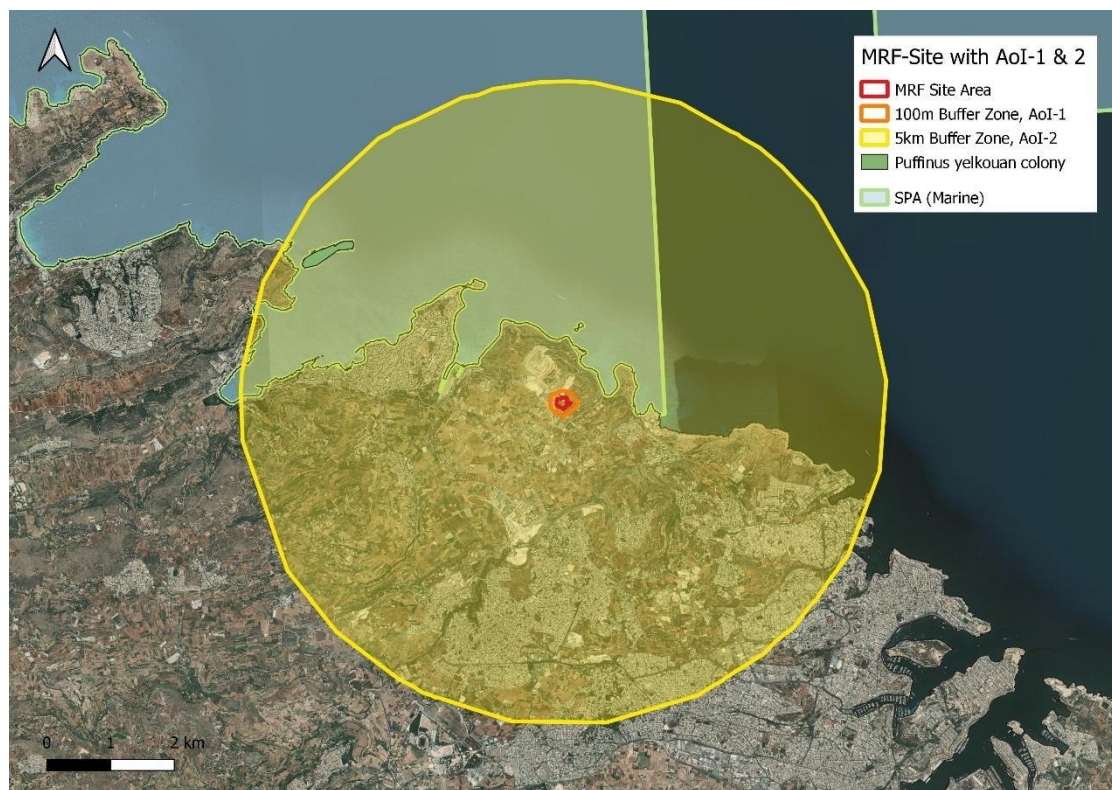 MRF-Site with AoI-1 & 2
MRF Site Area
100m Buffer Zone, AoI-1
5km Buffer Zone, AoI-2
Puffinus yelkouan colony
SPA (Marine)
0 1 2 km